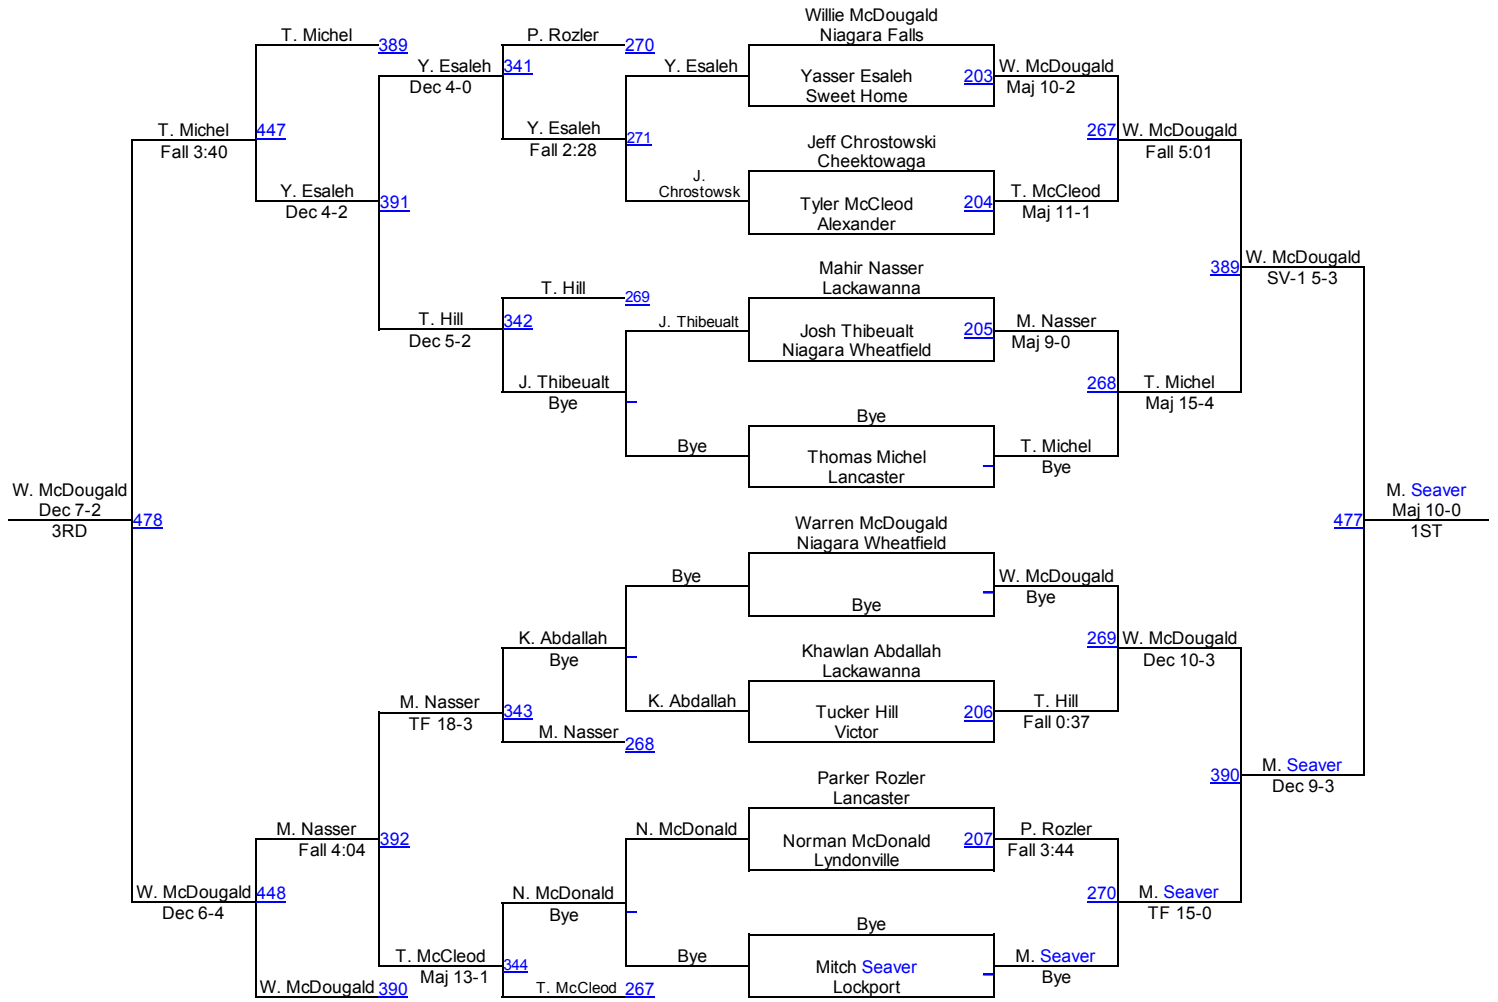 Willie McDougald
Niagara Falls
T. Michel
389
P. Rozler
270
Y. Esaleh
341
Dec 4-0
Y. Esaleh
Yasser Esaleh
Sweet Home
203
W. McDougald
Maj 10-2
T. Michel
447
Fall 3:40
Y. Esaleh
271
Fall 2:28
Jeff Chrostowski
Cheektowaga
267
W. McDougald
Fall 5:01
J.
Chrostowsk
Y. Esaleh
391
Dec 4-2
Tyler McCleod
Alexander
204
T. McCleod
Maj 11-1
Mahir Nasser
Lackawanna
389
W. McDougald
SV-1 5-3
T. Hill
269
T. Hill
342
Dec 5-2
J. Thibeualt
Josh Thibeualt
Niagara Wheatfield
205
M. Nasser
Maj 9-0
J. Thibeualt
Bye
268
T. Michel
Maj 15-4
Bye
Bye
Thomas Michel
Lancaster
T. Michel
Bye
W. McDougald
Dec 7-2
478
3RD
M. Seaver
Maj 10-0
477
1ST
Warren McDougald
Niagara Wheatfield
Bye
Bye
W. McDougald
Bye
K. Abdallah
Bye
Khawlan Abdallah
Lackawanna
269
W. McDougald
Dec 10-3
M. Nasser
343
TF 18-3
K. Abdallah
Tucker Hill
Victor
206
T. Hill
Fall 0:37
M. Nasser
268
Parker Rozler
Lancaster
390
M. Seaver
Dec 9-3
M. Nasser
392
Fall 4:04
N. McDonald
Norman McDonald
Lyndonville
207
P. Rozler
Fall 3:44
W. McDougald
448
Dec 6-4
N. McDonald
Bye
270
M. Seaver
TF 15-0
Bye
T. McCleod
344
Maj 13-1
Bye
Mitch Seaver
Lockport
M. Seaver
Bye
W. McDougald
390
T. McCleod
267